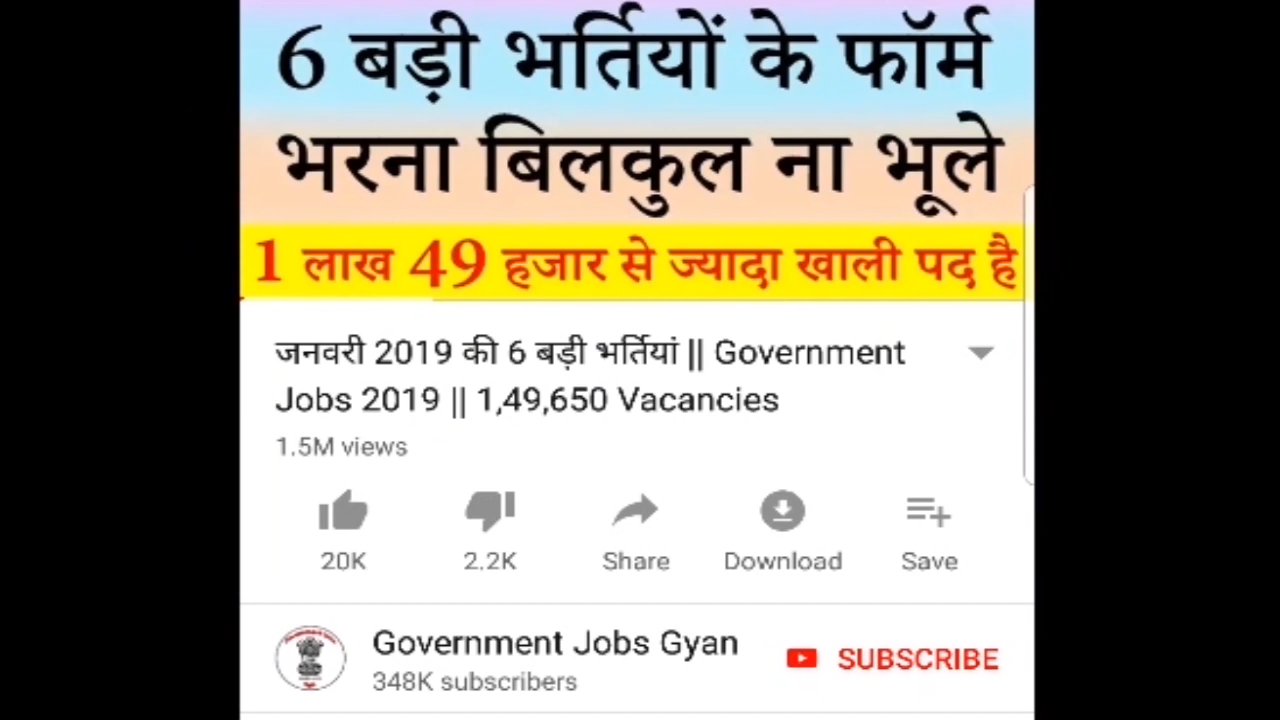 6 बड़ी भर्तियों के फॉर्म
भरना बिलकुल ना भूले
1 लाख 49 हजार से ज्यादा खाली पद है
जनवरी 2019 की 6 बड़ी भर्तियां || Government
Jobs 2019 || 1,49,650 Vacancies
1.5M views
20K 2.2K Share Download Save
Government Jobs Gyan
SUBSCRIBE
348K subscribers